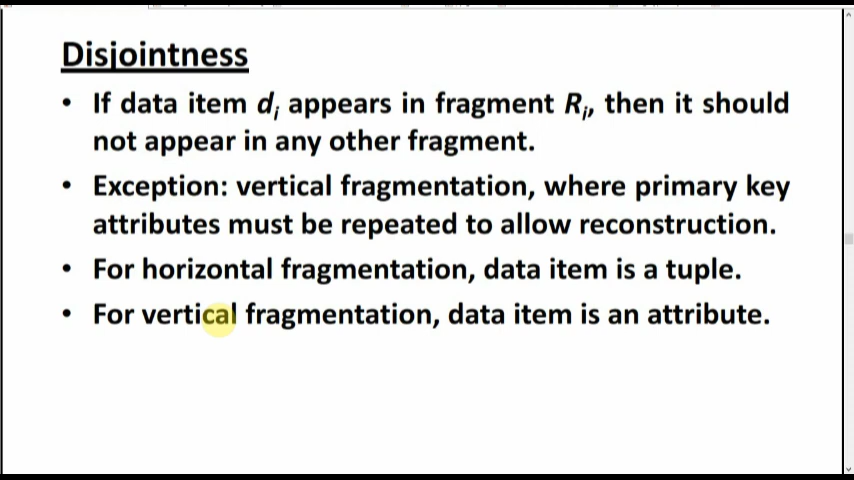 Disjointness
• If data item di appears in fragment Ri, then it should
not appear in any other fragment.
• Exception: vertical fragmentation, where primary key
attributes must be repeated to allow reconstruction.
• For horizontal fragmentation, data item is a tuple.
• For vertical fragmentation, data item is an attribute.